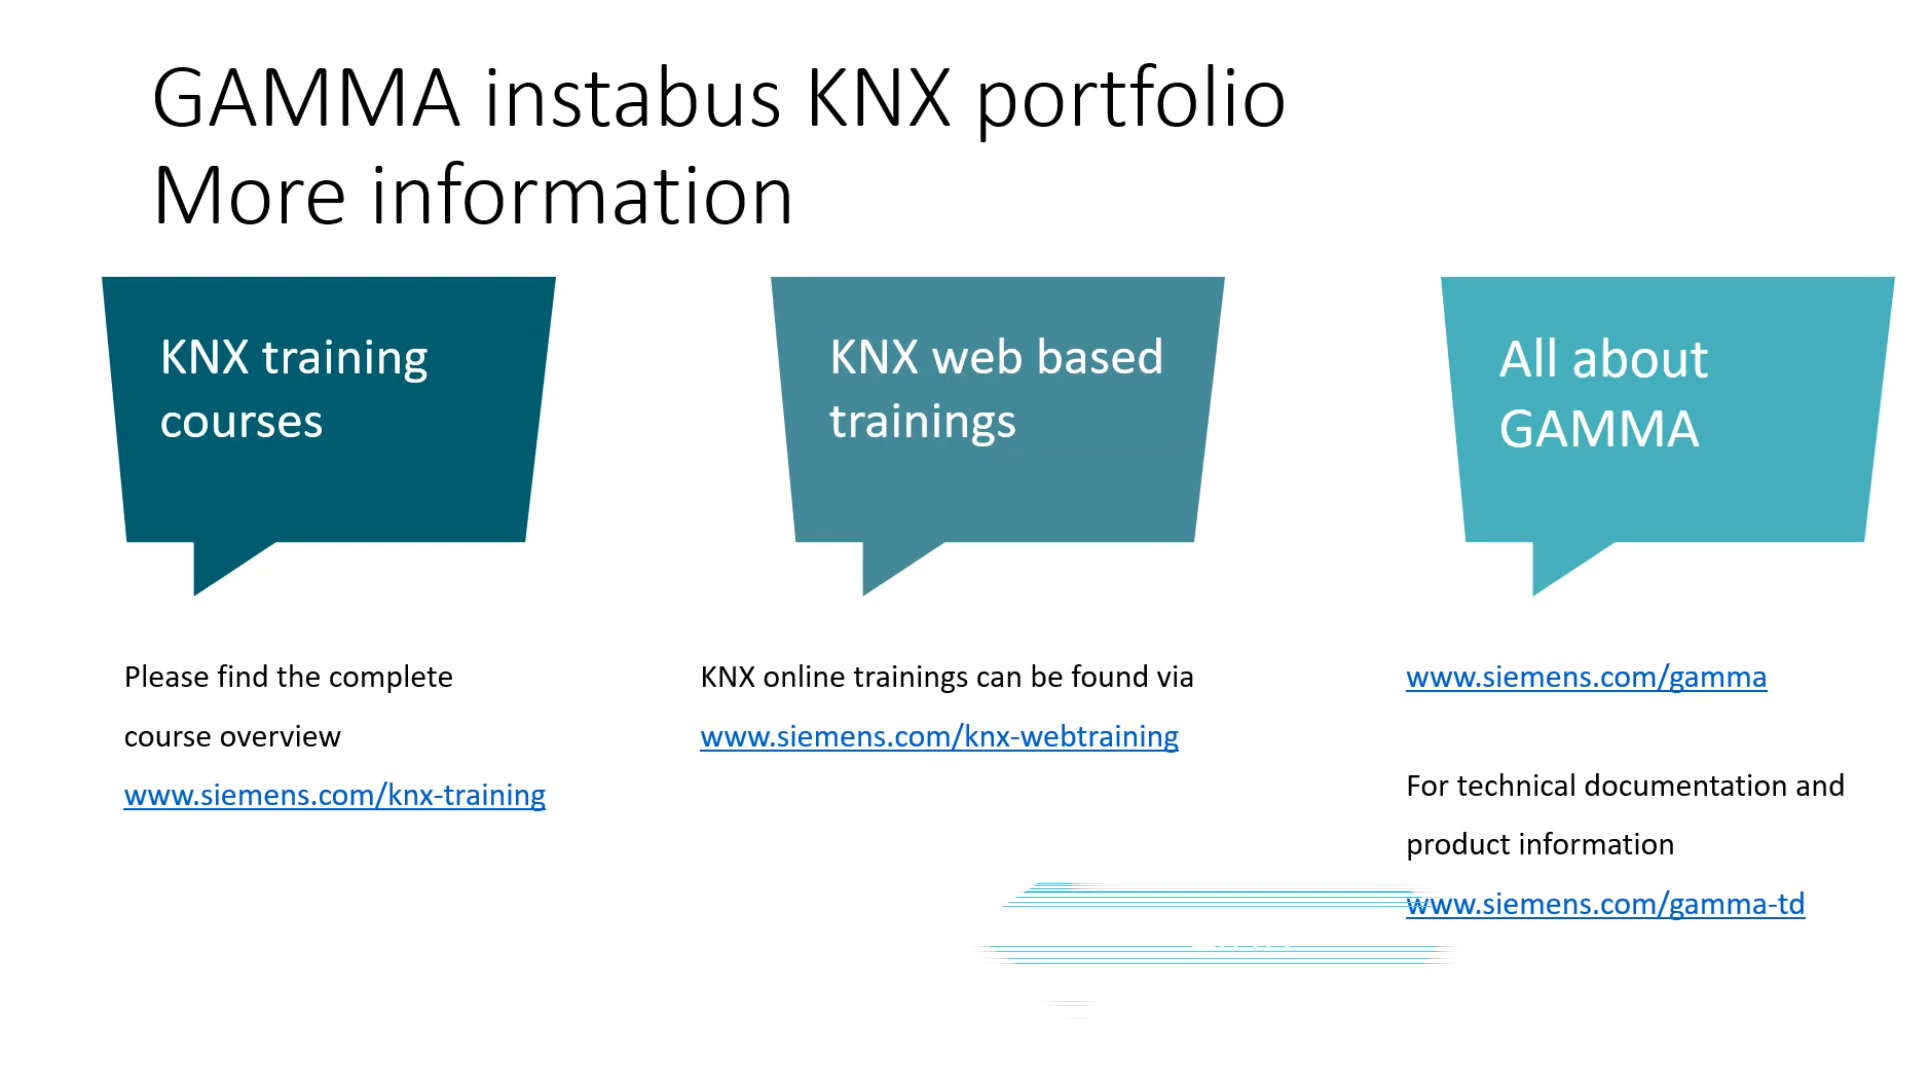 GAMMA instabus KNX portfolio
More information
KNX training
courses
KNX web based
trainings
All about
GAMMA
Please find the complete
course overview
www.siemens.com/knx-training
KNX online trainings can be found via
www.siemens.com/knx-webtraining
www.siemens.com/gamma
For technical documentation and
product information
www.siemens.com/gamma-td